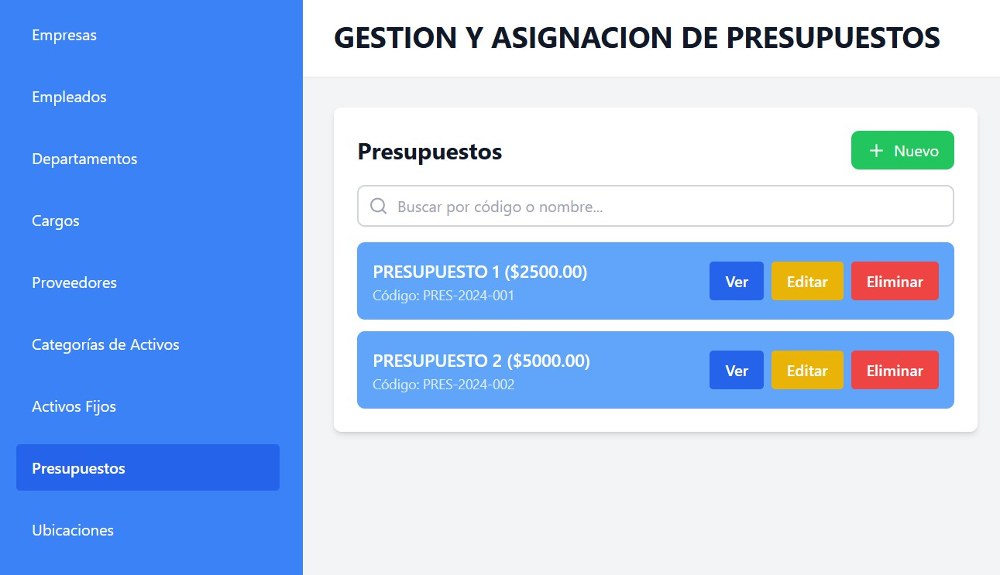 Empresas
Empleados
Departamentos
Cargos
Proveedores
Categorías de Activos
Activos Fijos
Presupuestos
Ubicaciones
GESTION Y ASIGNACION DE PRESUPUESTOS
Presupuestos
Nuevo
Buscar por código o nombre...
PRESUPUESTO 1 ($2500.00)
Código: PRES-2024-001
Ver Editar Eliminar
PRESUPUESTO 2 ($5000.00)
Código: PRES-2024-002
Ver Editar Eliminar